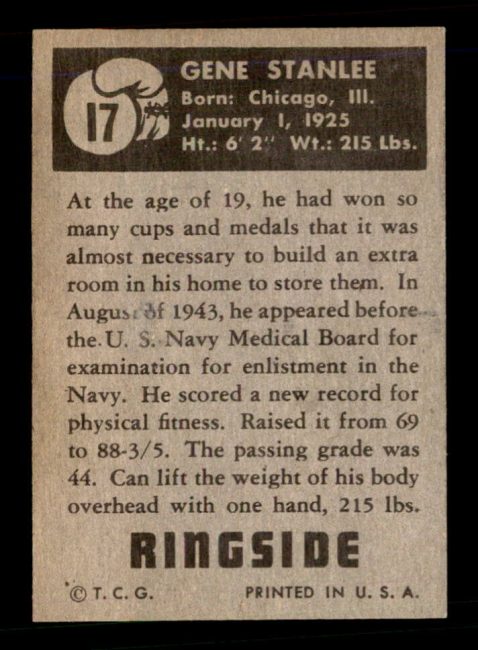 17
GENE STANLEE
Born: Chicago, Ill.
January 1, 1925
Ht.: 6' 2" Wt.: 215 Lbs.
At the age of 19, he had won so
many cups and medals that it was
almost necessary to build an extra
room in his home to store them. In
August of 1943, he appeared before
the U. S. Navy Medical Board for
examination for enlistment in the
Navy. He scored a new record for
physical fitness. Raised it from 69
to 88-3/5. The passing grade was
44. Can lift the weight of his body
overhead with one hand, 215 lbs.
RINGSIDE
© T. C. G. PRINTED IN U. S. A.